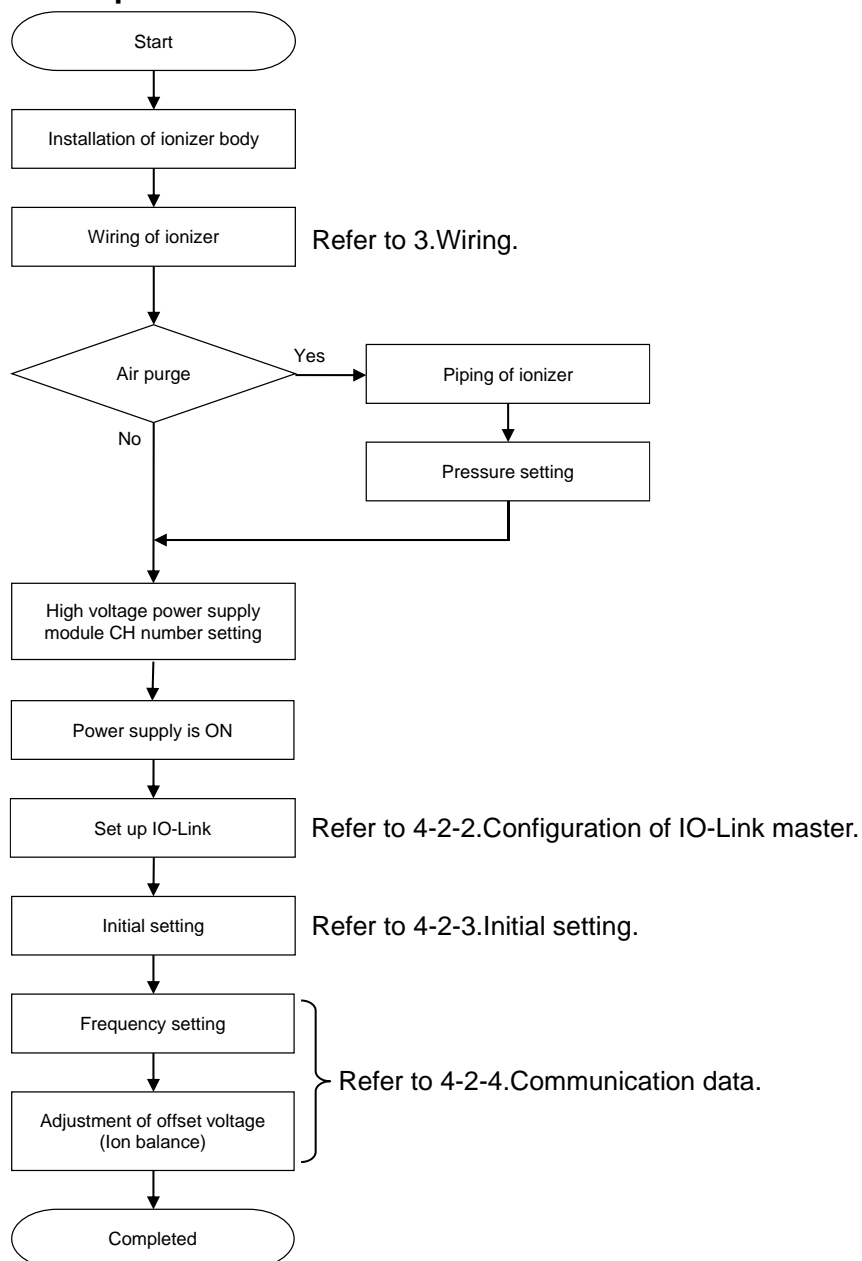 Start
Installation of ionizer body
Wiring of ionizer
Refer to 3.Wiring.
Air purge
Yes
Piping of ionizer
No
Pressure setting
High voltage power supply
module CH number setting
Power supply is ON
Set up IO-Link
Refer to 4-2-2.Configuration of IO-Link master.
Initial setting
Refer to 4-2-3.Initial setting.
Frequency setting
Refer to 4-2-4.Communication data.
Adjustment of offset voltage
(Ion balance)
Completed